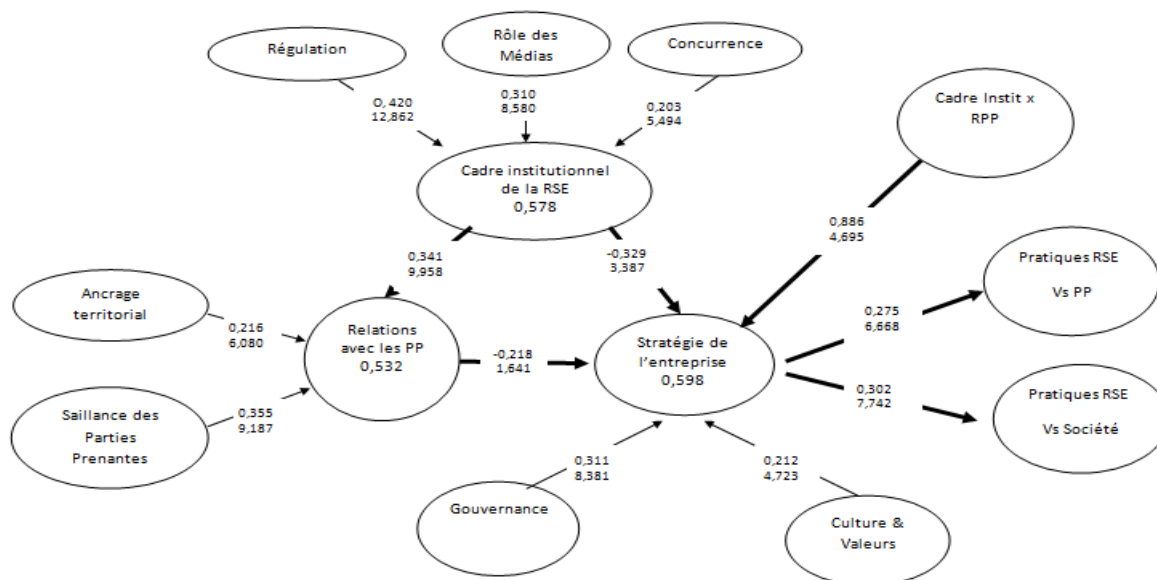 Régulation
Rôle des
Médias
Concurrence
O, 420
12,862
0,310
8,580
0,203
5,494
Cadre Instit x
RPP
Cadre institutionnel
de la RSE
0,578
0,886
4,695
0,341
9,958
-0,329
3,387
Pratiques RSE
Vs PP
Ancrage
territorial
0,216
6,080
Relations
avec les PP
0,532
-0,218
1,641
Stratégie de
l’entreprise
0,598
0,275
6,668
0,302
7,742
Pratiques RSE
Vs Société
Saillance des
Parties
Prenantes
0,355
9,187
0,311
8,381
0,212
4,723
Gouvernance
Culture &
Valeurs